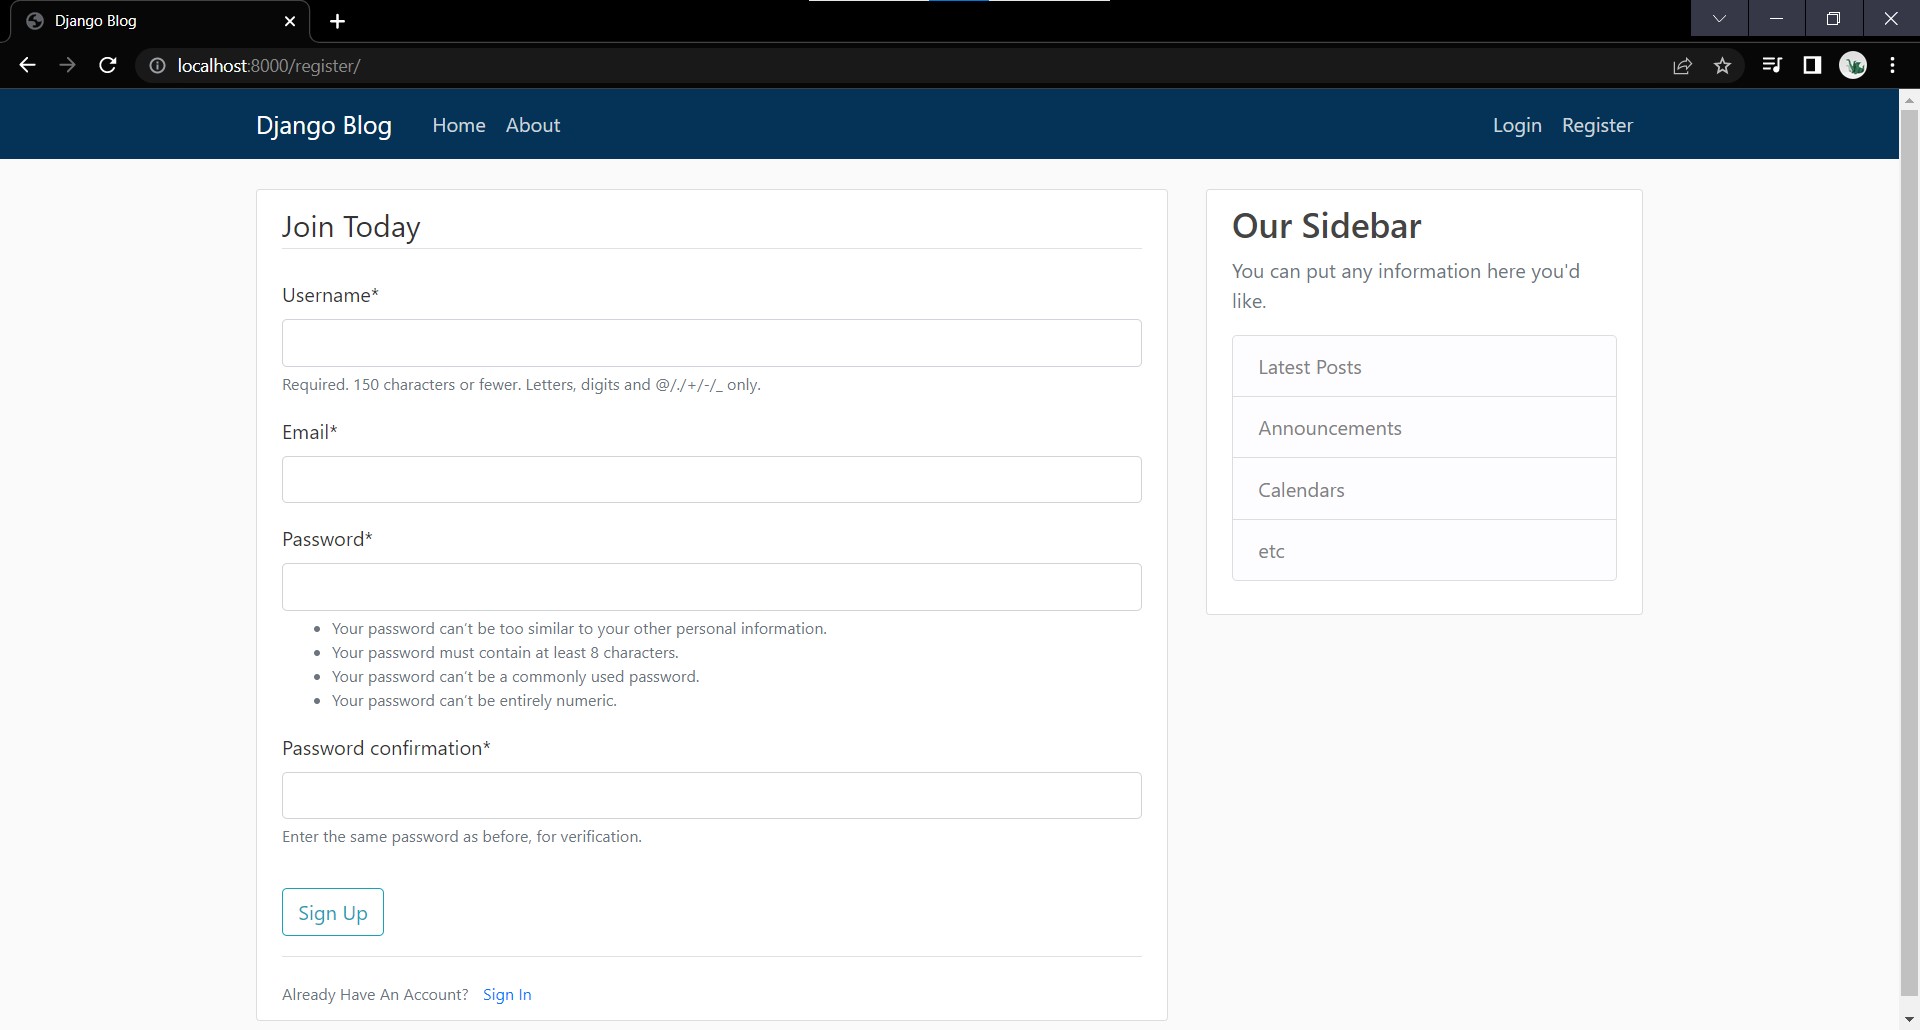 Django Blog
localhost:8000/register/
Django Blog Home About Login Register
Join Today
Username*
Required. 150 characters or fewer. Letters, digits and @/./+/-/_ only.
Email*
Password*
Your password can't be too similar to your other personal information.
Your password must contain at least 8 characters.
Your password can't be a commonly used password.
Your password can't be entirely numeric.
Password confirmation*
Enter the same password as before, for verification.
Sign Up
Already Have An Account? Sign In
Our Sidebar
You can put any information here you'd
like.
Latest Posts
Announcements
Calendars
etc